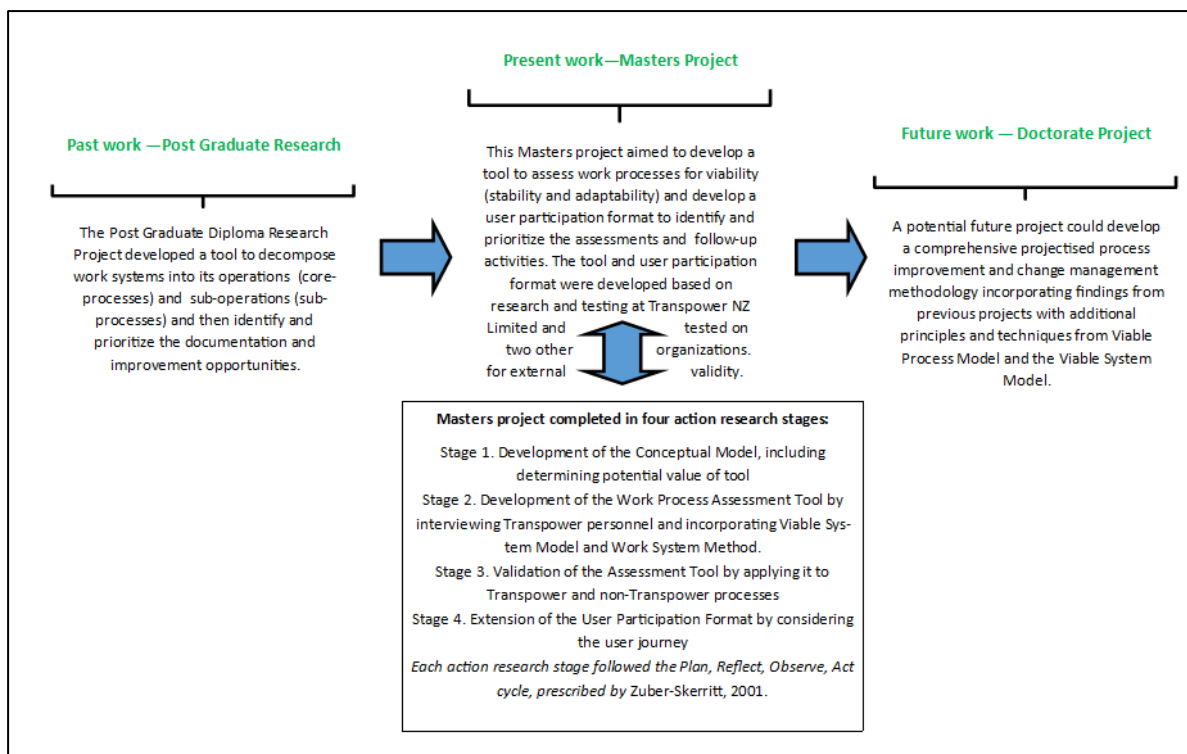 Past work —Post Graduate Research
The Post Graduate Diploma Research
Project developed a tool to decompose
work systems into its operations (core-
processes) and sub-operations (sub-
processes) and then identify and
prioritize the documentation and
improvement opportunities.
Present work—Masters Project
This Masters project aimed to develop a
tool to assess work processes for viability
(stability and adaptability) and develop a
user participation format to identify and
prioritize the assessments and follow-up
activities. The tool and user participation
format were developed based on
research and testing at Transpower NZ
Limited and tested on
two other organizations.
for external validity.
Masters project completed in four action research stages:
Stage 1. Development of the Conceptual Model, including
determining potential value of tool
Stage 2. Development of the Work Process Assessment Tool by
interviewing Transpower personnel and incorporating Viable Sys-
tem Model and Work System Method.
Stage 3. Validation of the Assessment Tool by applying it to
Transpower and non-Transpower processes
Stage 4. Extension of the User Participation Format by considering
the user journey
Each action research stage followed the Plan, Reflect, Observe, Act
cycle, prescribed by Zuber-Skerritt, 2001.
Future work — Doctorate Project
A potential future project could develop
a comprehensive projectised process
improvement and change management
methodology incorporating findings from
previous projects with additional
principles and techniques from Viable
Process Model and the Viable System
Model.